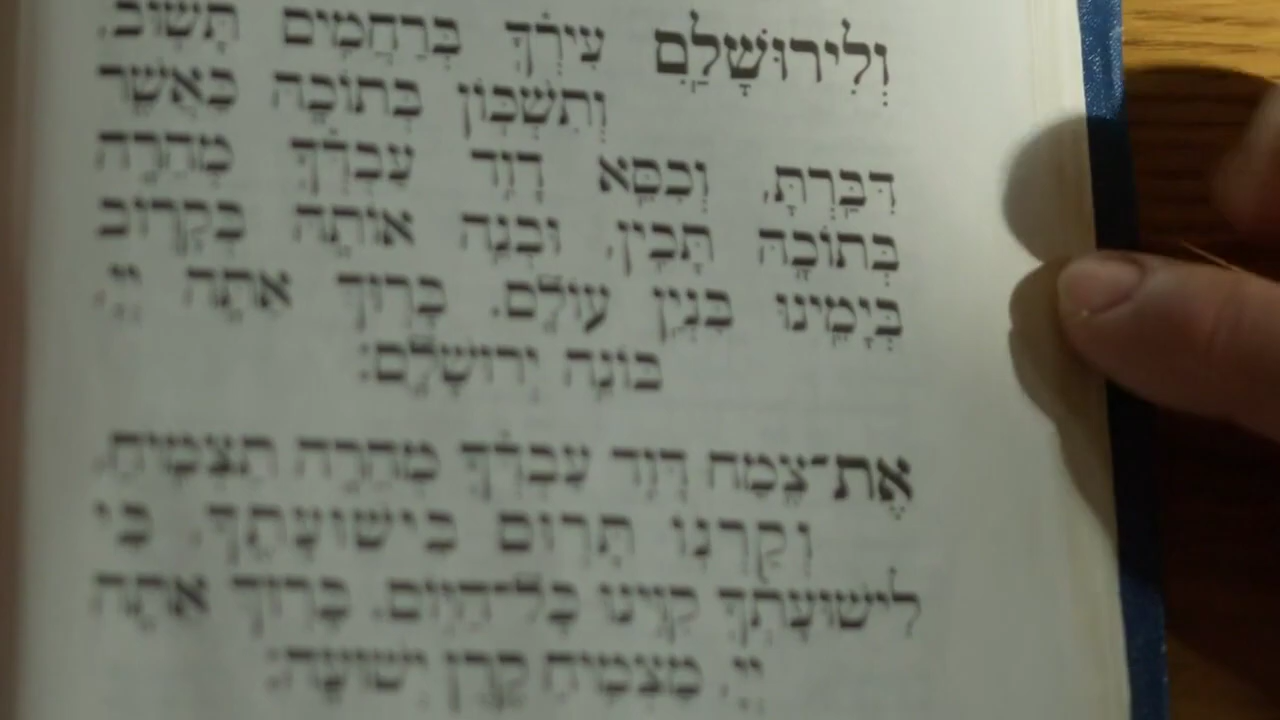 וְלִירוּשָׁלַֽםִ עִירְךָ בְּרַחֲמִים תָּשׁוּב,
וְתִשְׁכּוֹן בְּתוֹכָהּ כַּאֲשֶׁר
דִּבַּֽרְתָּ, וְכִסֵּא דָוִד עַבְדְּךָ מְהֵרָה
בְּתוֹכָהּ תָּכִין, וּבְנֵה אוֹתָהּ בְּקָרוֹב
בְּיָמֵֽינוּ בִּנְיַן עוֹלָם. בָּרוּךְ אַתָּה יְיָ,
בּוֹנֵה יְרוּשָׁלָֽםִ:
אֶת־צֶֽמַח דָּוִד עַבְדְּךָ מְהֵרָה תַצְמִֽיחַ,
וְקַרְנוֹ תָּרוּם בִּישׁוּעָתֶֽךָ, כִּי
לִישׁוּעָתְךָ קִוִּֽינוּ כָּל־הַיּוֹם. בָּרוּךְ אַתָּה
יְיָ, מַצְמִֽיחַ קֶֽרֶן יְשׁוּעָה: